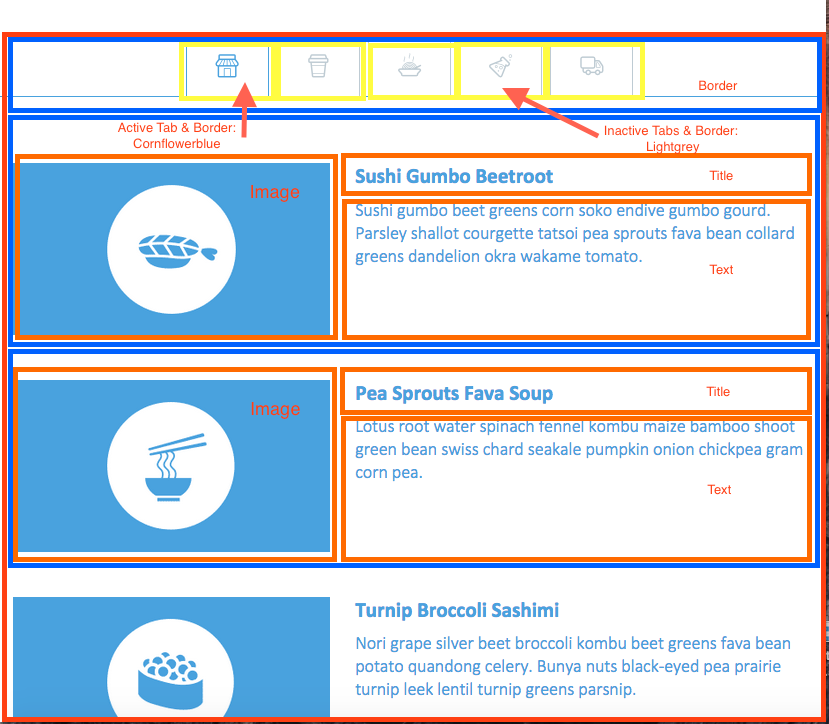 Border
Active Tab & Border:
Cornflowerblue
Inactive Tabs & Border:
Lightgrey
Image
Sushi Gumbo Beetroot
Title
Sushi gumbo beet greens corn soko endive gumbo gourd.
Parsley shallot courgette tatsoi pea sprouts fava bean collard
greens dandelion okra wakame tomato.
Text
Image
Pea Sprouts Fava Soup
Title
Lotus root water spinach fennel kombu maize bamboo shoot
green bean swiss chard seakale pumpkin onion chickpea gram
corn pea.
Text
Turnip Broccoli Sashimi
Nori grape silver beet broccoli kombu beet greens fava bean
potato quandong celery. Bunya nuts black-eyed pea prairie
turnip leek lentil turnip greens parsnip.